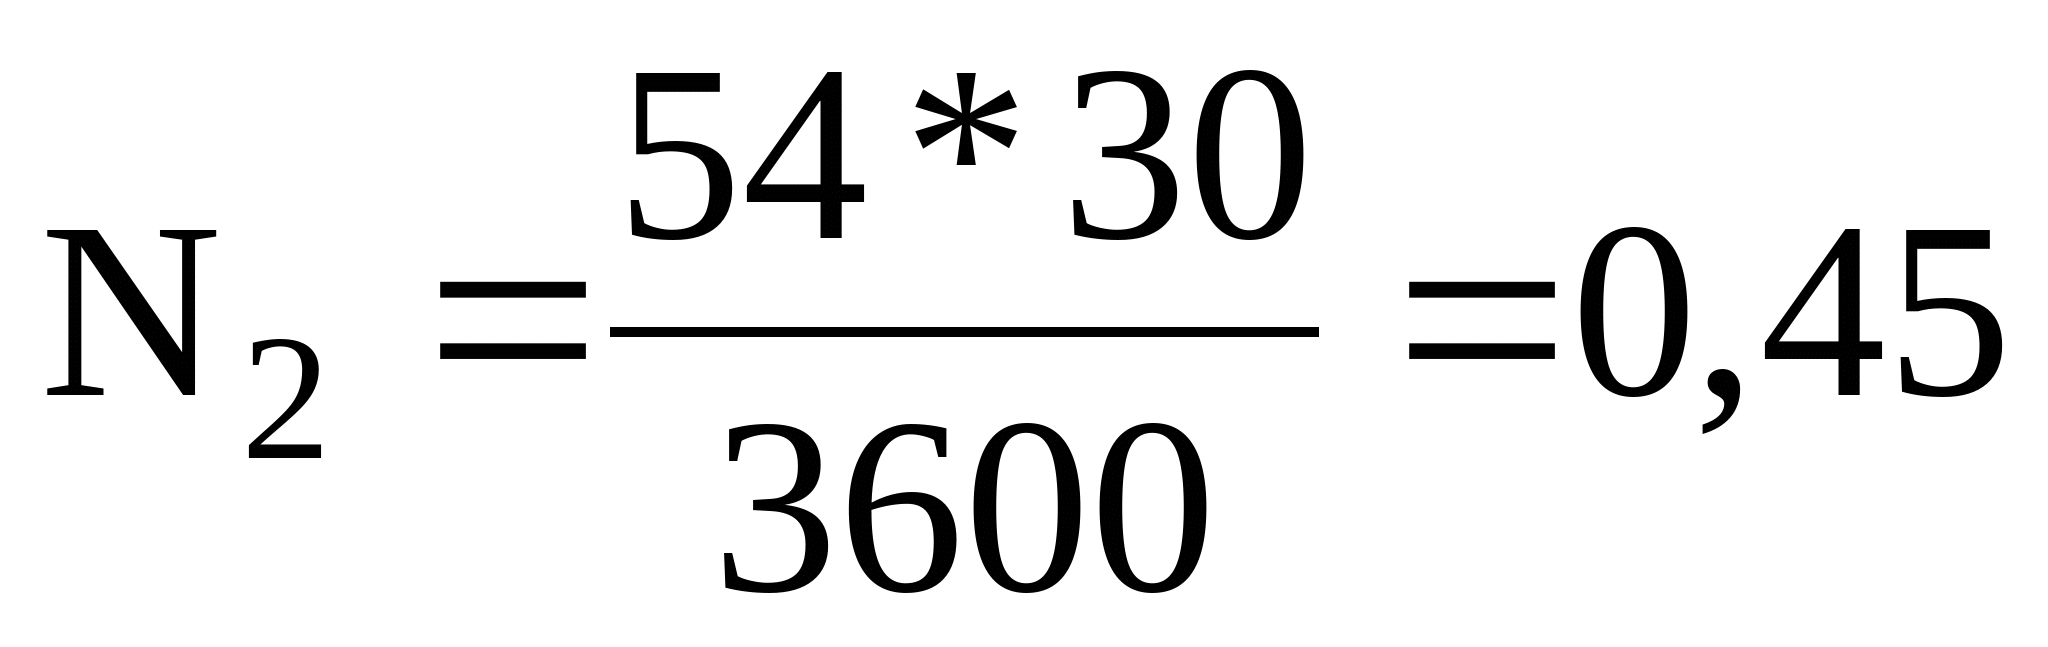 N₂ = 54 * 30 / 3600 = 0,45